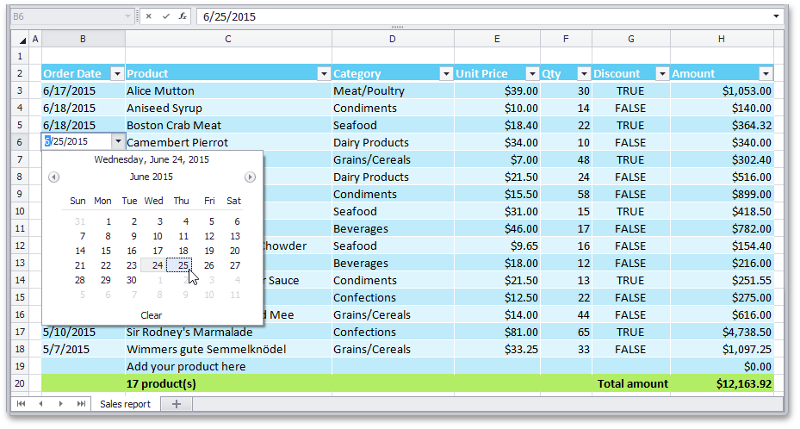 B6 fx 6/25/2015
A B C D E F G H
1
2 Order Date Product Category Unit Price Qty Discount Amount
3 6/17/2015 Alice Mutton Meat/Poultry $39.00 30 TRUE $1,053.00
4 6/18/2015 Aniseed Syrup Condiments $10.00 14 FALSE $140.00
5 6/18/2015 Boston Crab Meat Seafood $18.40 22 TRUE $364.32
6 6/25/2015 Camembert Pierrot Dairy Products $34.00 10 FALSE $340.00
7 Grains/Cereals $7.00 48 TRUE $302.40
8 Dairy Products $21.50 24 FALSE $516.00
9 Condiments $15.50 58 FALSE $899.00
10 Seafood $31.00 15 TRUE $418.50
11 Beverages $46.00 17 FALSE $782.00
12 Chowder Seafood $9.65 16 FALSE $154.40
13 Beverages $18.00 12 FALSE $216.00
14 r Sauce Condiments $21.50 13 TRUE $251.55
15 Confections $12.50 22 FALSE $275.00
16 d Mee Grains/Cereals $14.00 44 FALSE $616.00
Wednesday, June 24, 2015
June 2015
Sun Mon Tue Wed Thu Fri Sat
31 1 2 3 4 5 6
7 8 9 10 11 12 13
14 15 16 17 18 19 20
21 22 23 24 25 26 27
28 29 30 1 2 3 4
5 6 7 8 9 10 11
Clear
17 5/10/2015 Sir Rodney's Marmalade Confections $81.00 65 TRUE $4,738.50
18 5/7/2015 Wimmers gute Semmelknödel Grains/Cereals $33.25 33 FALSE $1,097.25
19 Add your product here $0.00
20 17 product(s) Total amount $12,163.92
Sales report